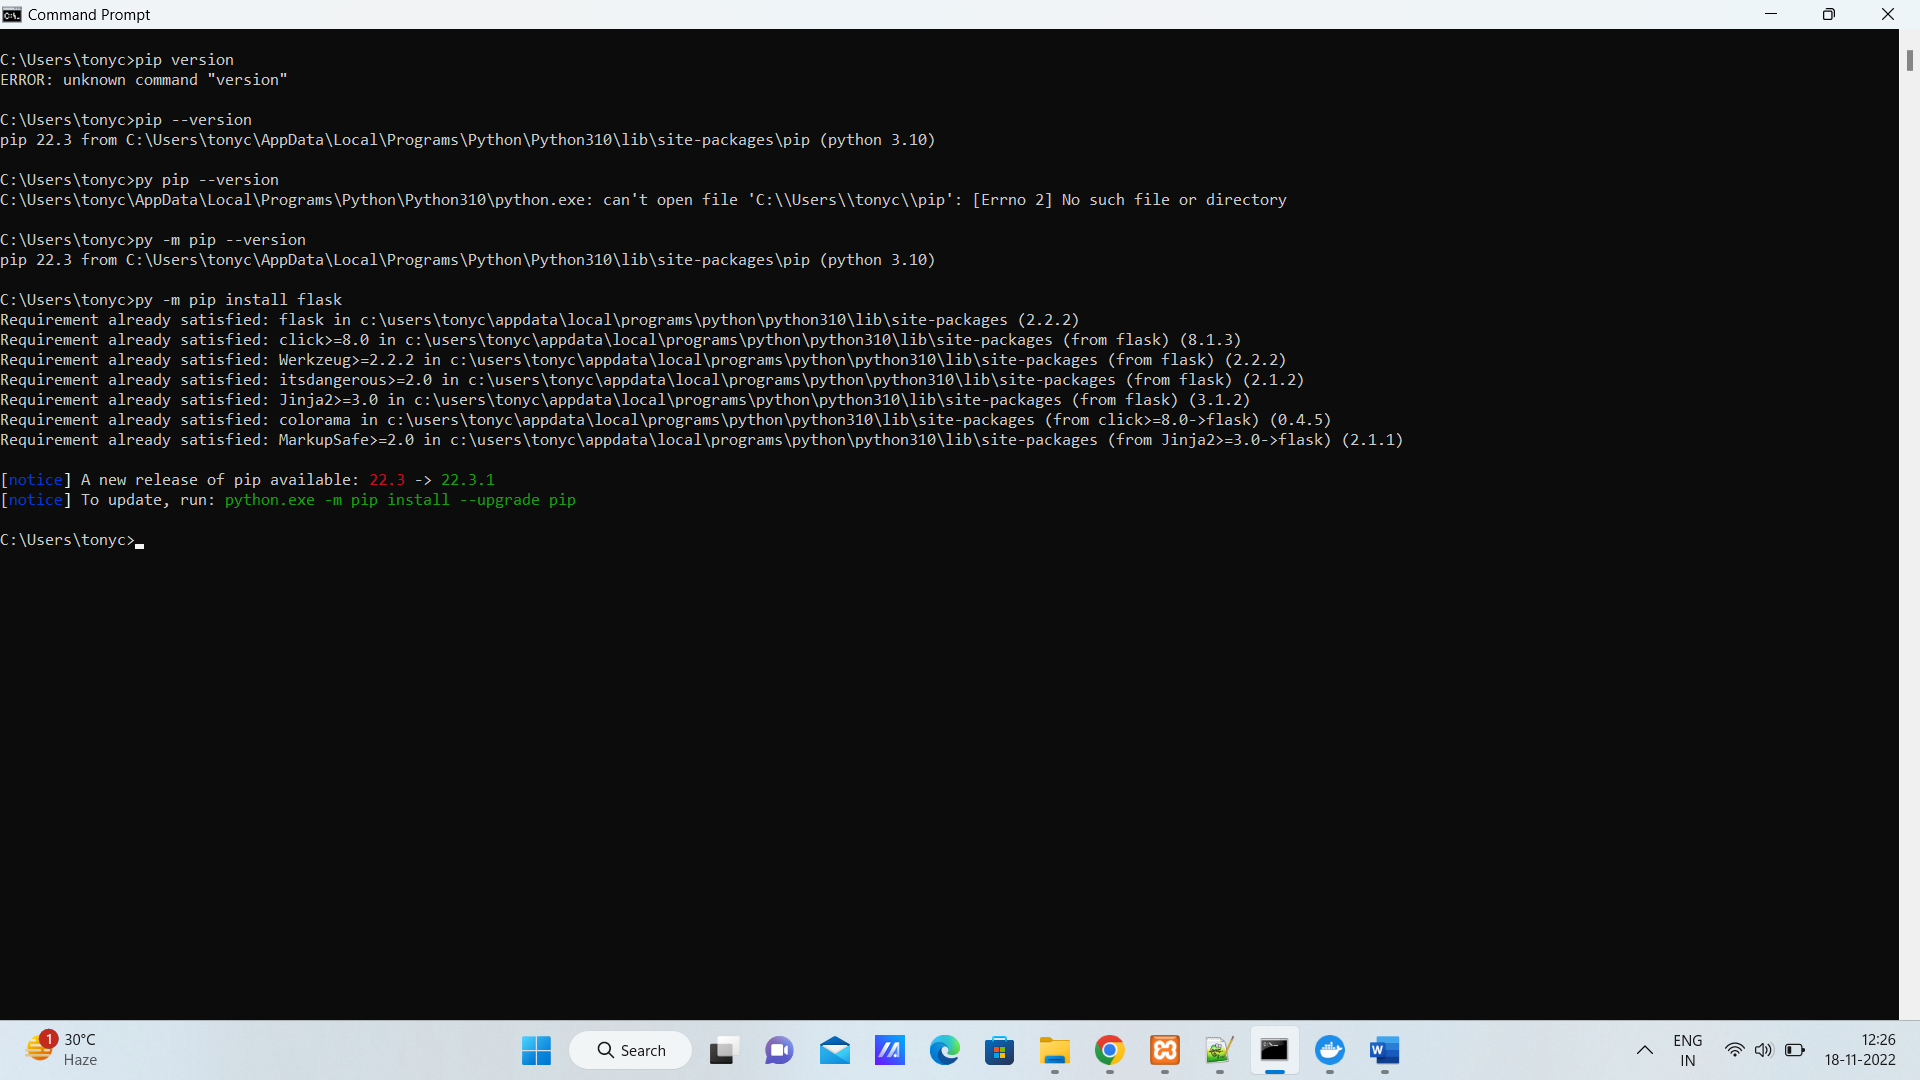 Command Prompt
C:\Users\tonyc>pip version
ERROR: unknown command "version"
C:\Users\tonyc>pip --version
pip 22.3 from C:\Users\tonyc\AppData\Local\Programs\Python\Python310\lib\site-packages\pip (python 3.10)
C:\Users\tonyc>py pip --version
C:\Users\tonyc\AppData\Local\Programs\Python\Python310\python.exe: can't open file 'C:\\Users\\tonyc\\pip': [Errno 2] No such file or directory
C:\Users\tonyc>py -m pip --version
pip 22.3 from C:\Users\tonyc\AppData\Local\Programs\Python\Python310\lib\site-packages\pip (python 3.10)
C:\Users\tonyc>py -m pip install flask
Requirement already satisfied: flask in c:\users\tonyc\appdata\local\programs\python\python310\lib\site-packages (2.2.2)
Requirement already satisfied: click>=8.0 in c:\users\tonyc\appdata\local\programs\python\python310\lib\site-packages (from flask) (8.1.3)
Requirement already satisfied: Werkzeug>=2.2.2 in c:\users\tonyc\appdata\local\programs\python\python310\lib\site-packages (from flask) (2.2.2)
Requirement already satisfied: itsdangerous>=2.0 in c:\users\tonyc\appdata\local\programs\python\python310\lib\site-packages (from flask) (2.1.2)
Requirement already satisfied: Jinja2>=3.0 in c:\users\tonyc\appdata\local\programs\python\python310\lib\site-packages (from flask) (3.1.2)
Requirement already satisfied: colorama in c:\users\tonyc\appdata\local\programs\python\python310\lib\site-packages (from click>=8.0->flask) (0.4.5)
Requirement already satisfied: MarkupSafe>=2.0 in c:\users\tonyc\appdata\local\programs\python\python310\lib\site-packages (from Jinja2>=3.0->flask) (2.1.1)
[notice] A new release of pip available: 22.3 -> 22.3.1
[notice] To update, run: python.exe -m pip install --upgrade pip
C:\Users\tonyc>
1
30°C
Haze
Search
W
ENG
IN
12:26
18-11-2022